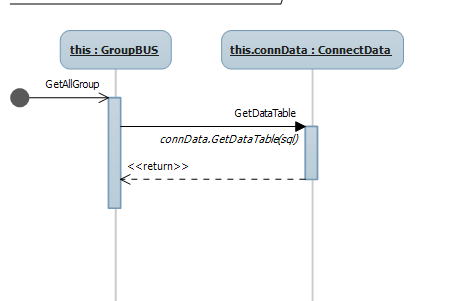 this : GroupBUS
this.connData : ConnectData
GetAllGroup
GetDataTable
connData.GetDataTable(sql)
<<return>>